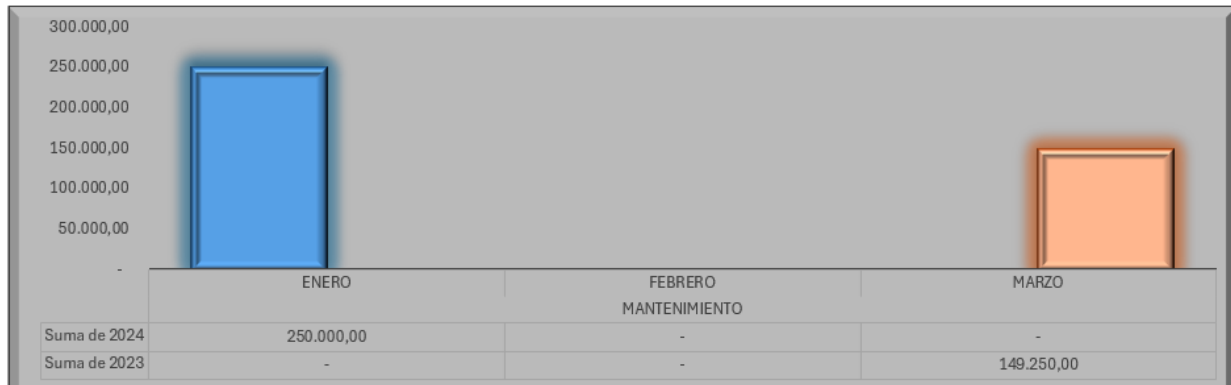 300.000,00
250.000,00
200.000,00
150.000,00
100.000,00
50.000,00
-
ENERO FEBRERO MARZO
MANTENIMIENTO
Suma de 2024 250.000,00 - -
Suma de 2023 - - 149.250,00